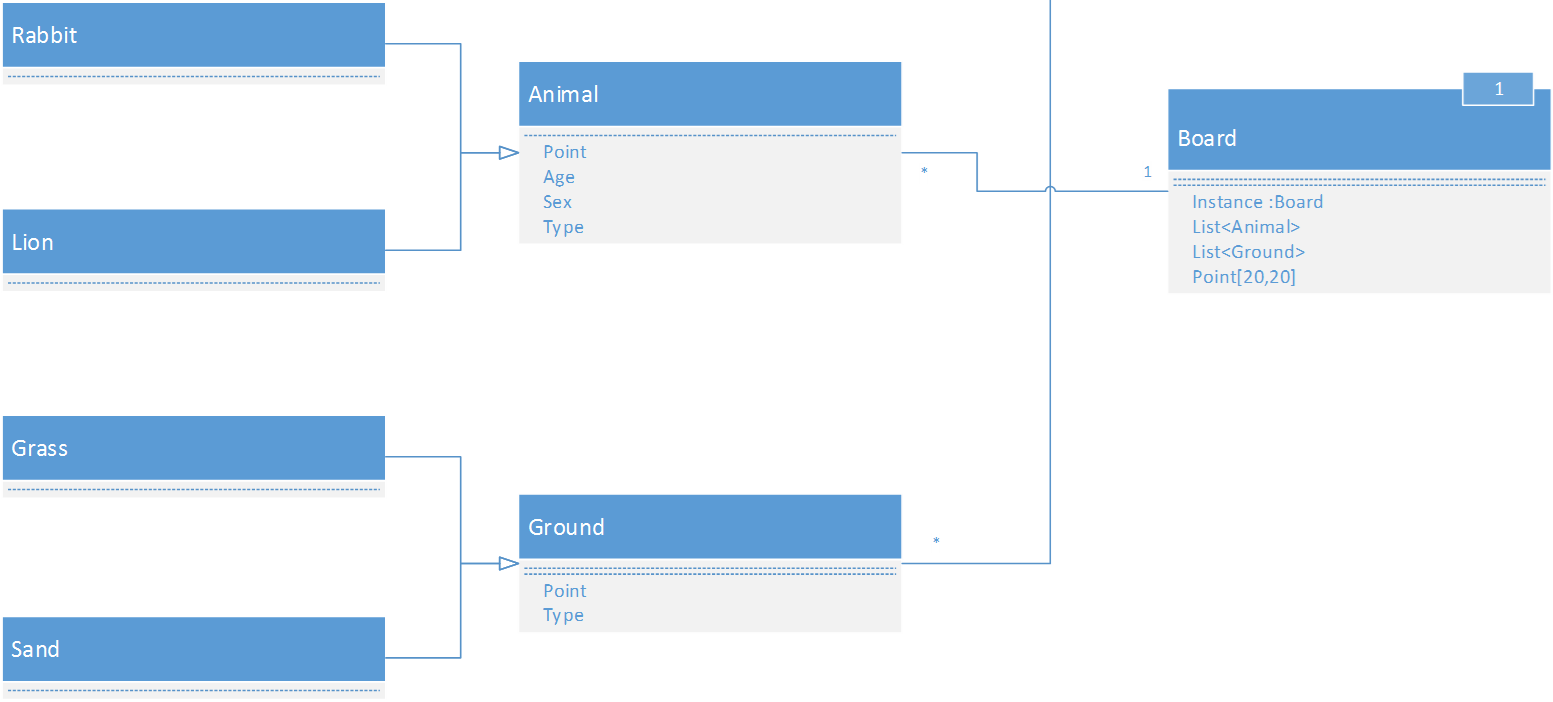 Rabbit
Lion
Animal
Point
Age
Sex
Type
*
1
1
Board
Instance :Board
List<Animal>
List<Ground>
Point[20,20]
Grass
Sand
Ground
Point
Type
*